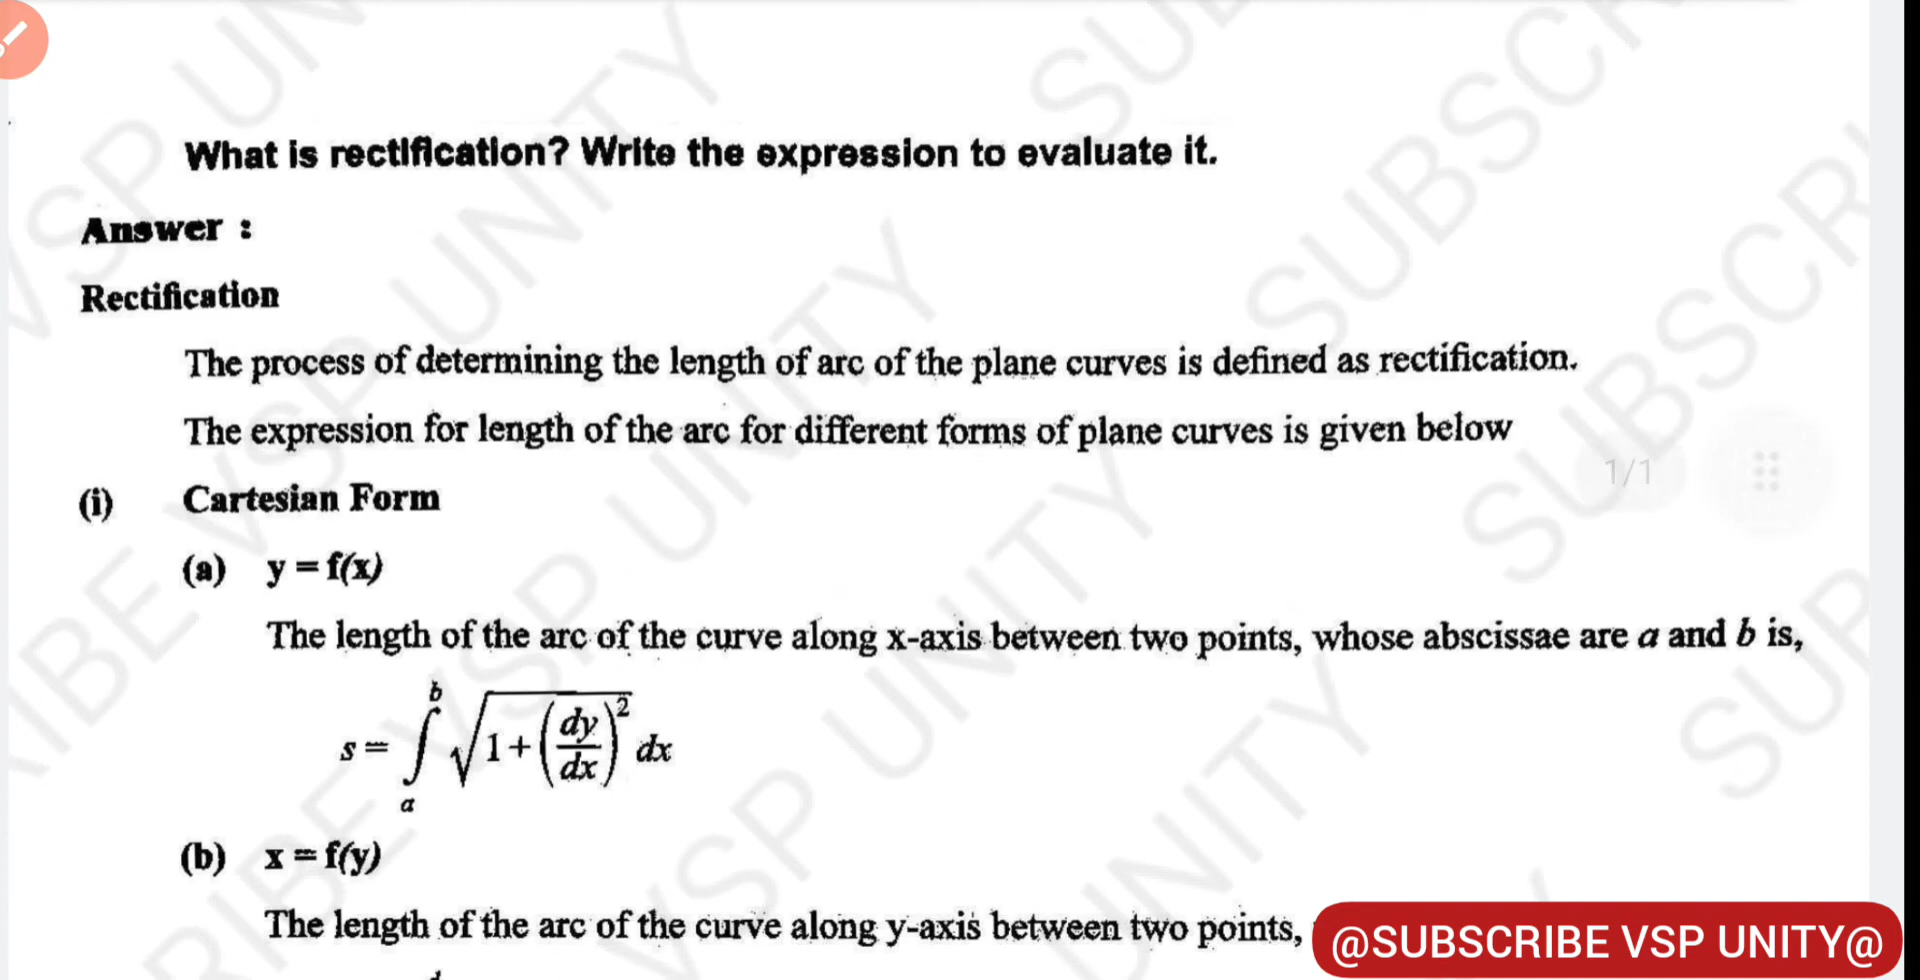 What is rectification? Write the expression to evaluate it.
Answer :
Rectification
The process of determining the length of arc of the plane curves is defined as rectification.
The expression for length of the arc for different forms of plane curves is given below
1/1
(i) Cartesian Form
(a) y = f(x)
The length of the arc of the curve along x-axis between two points, whose abscissae are a and b is,
s = ∫_a^b √(1 + (dy/dx)^2) dx
(b) x = f(y)
The length of the arc of the curve along y-axis between two points,
@SUBSCRIBE VSP UNITY@